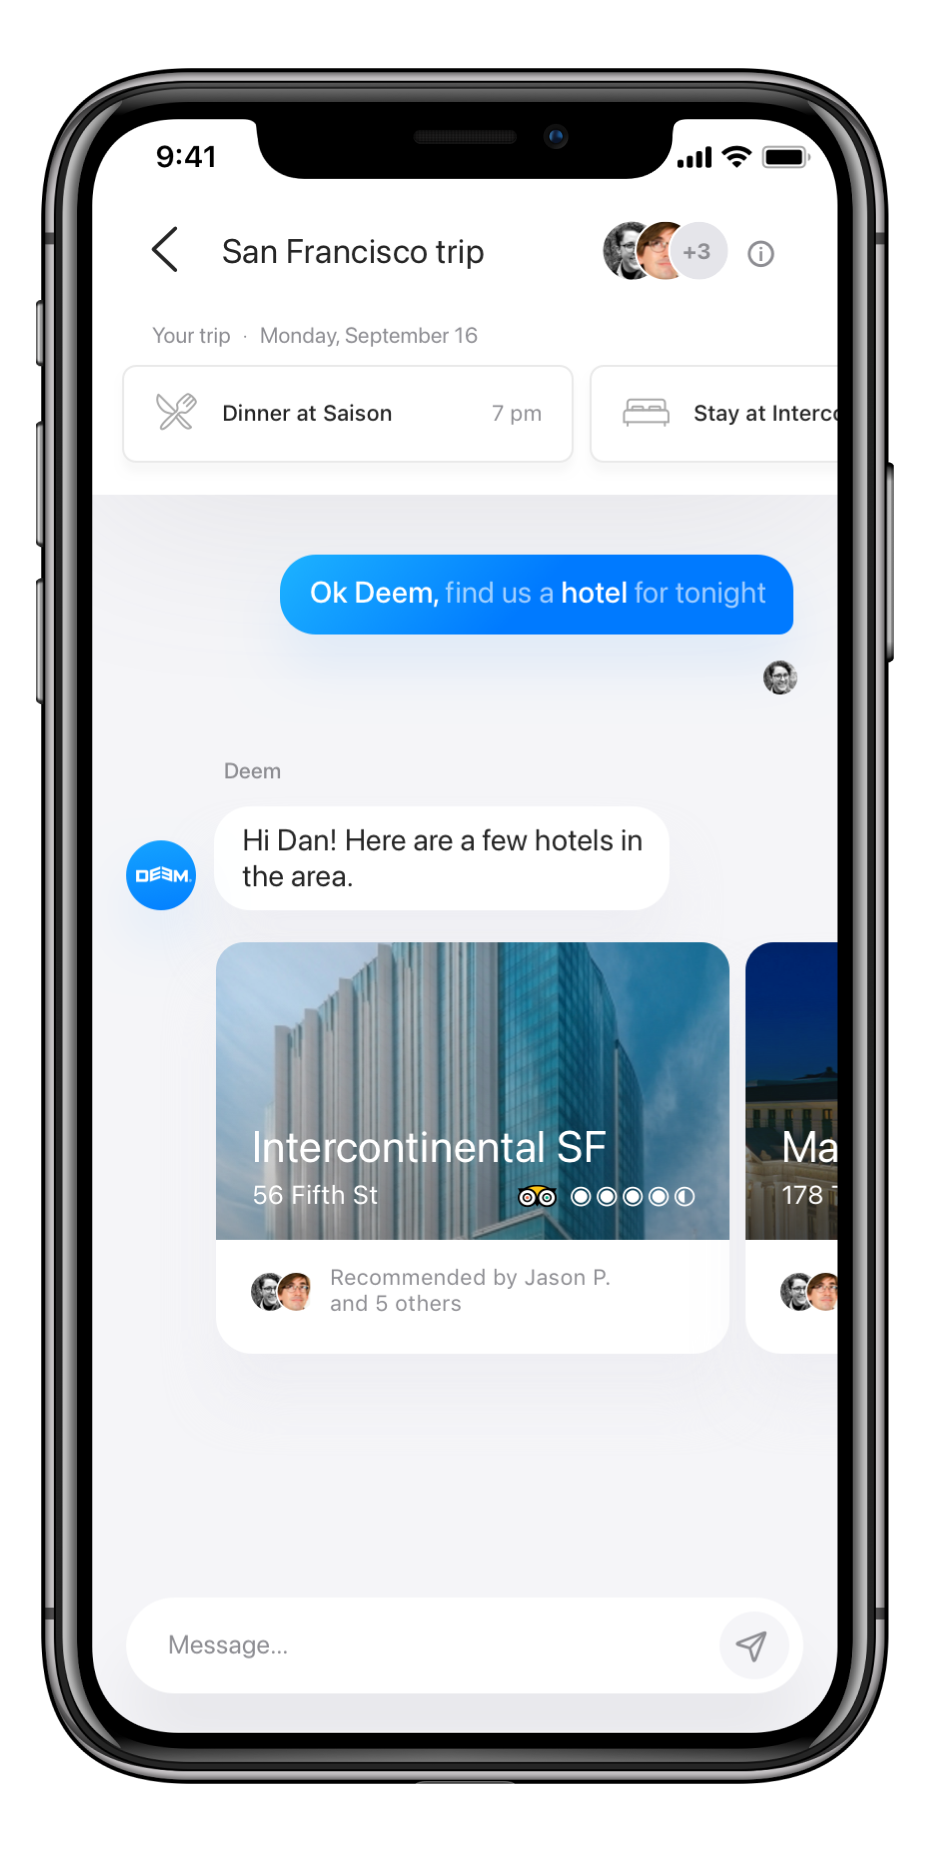 9:41
San Francisco trip
+3
Your trip · Monday, September 16
Dinner at Saison
7 pm
Stay at
Ok Deem, find us a hotel for tonight
Deem
Hi Dan! Here are a few hotels in
the area.
DEEM
Intercontinental SF
56 Fifth St
178
Recommended by Jason P.
and 5 others
Message...